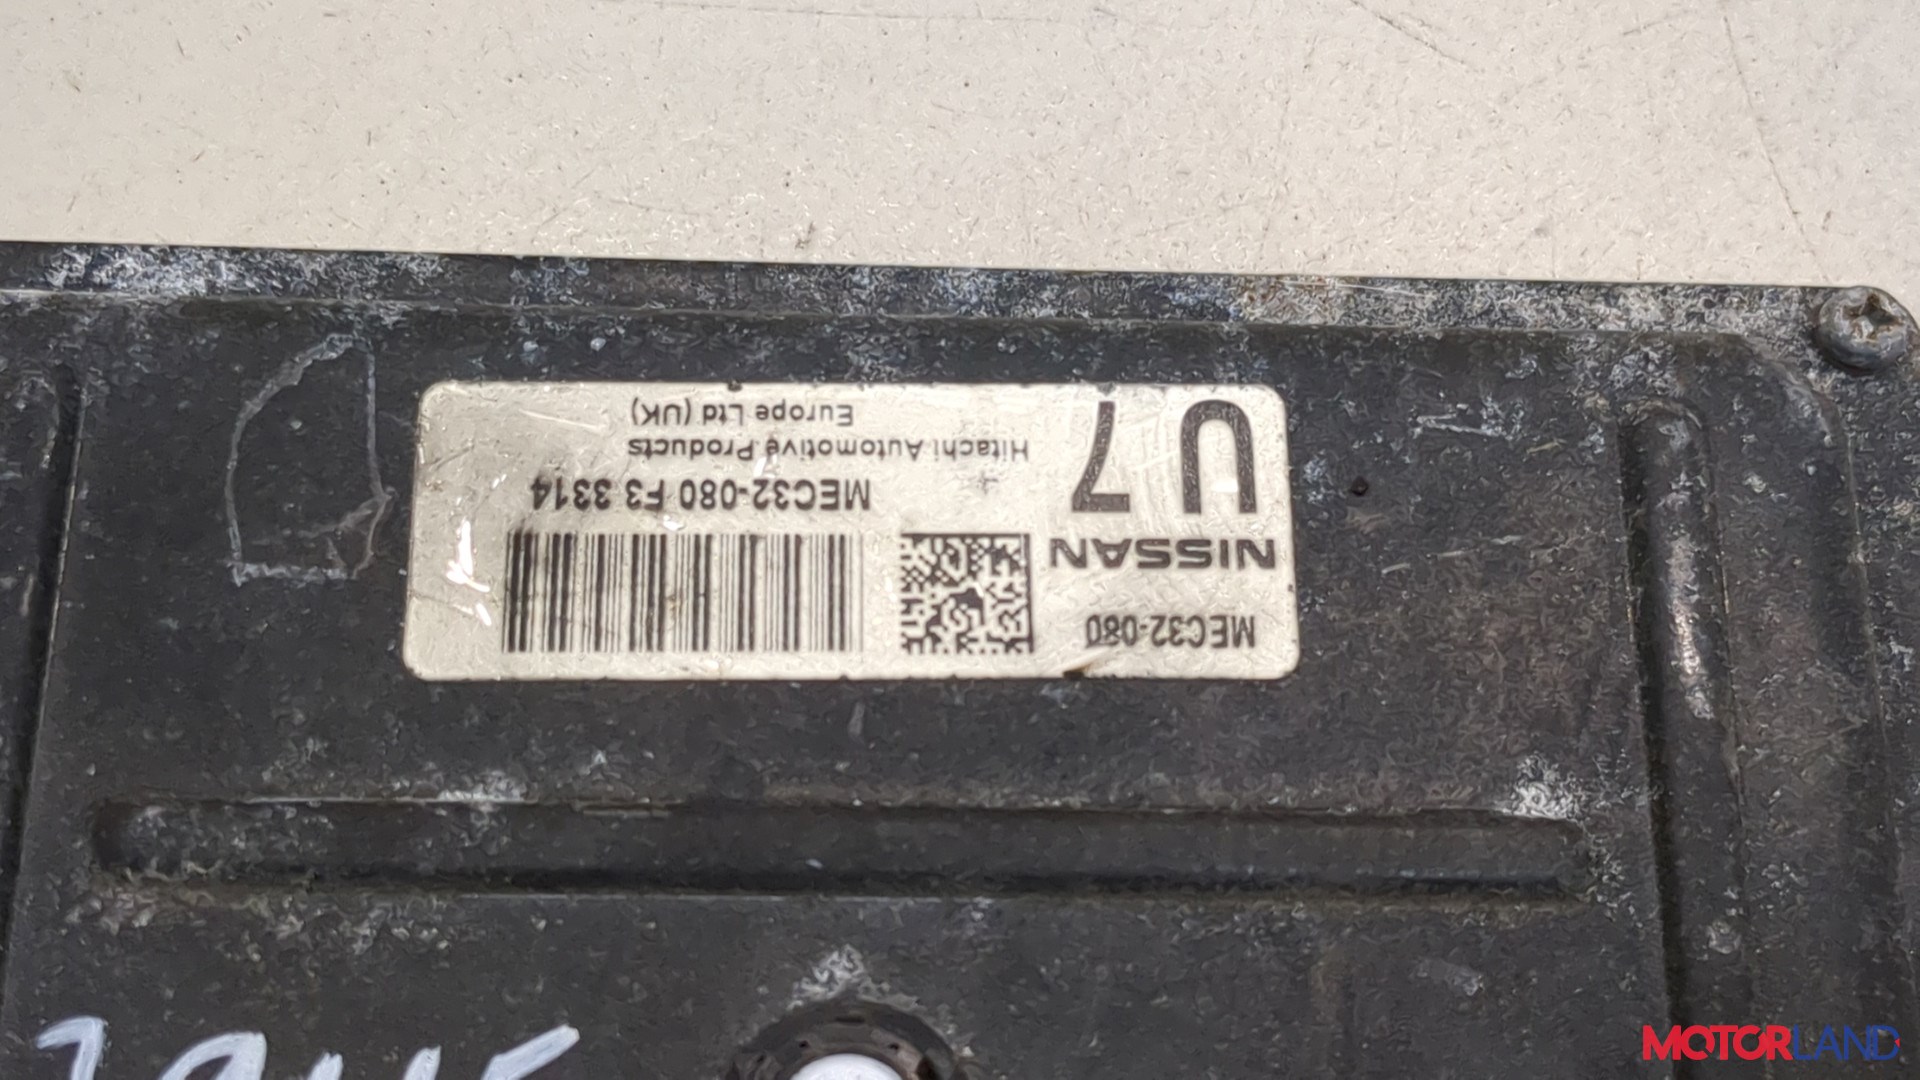 MEC32-080
NISSAN
U7
MEC32-080 F3 3314
Hitachi Automotive Products
Europe Ltd (UK)
MOTORLAND